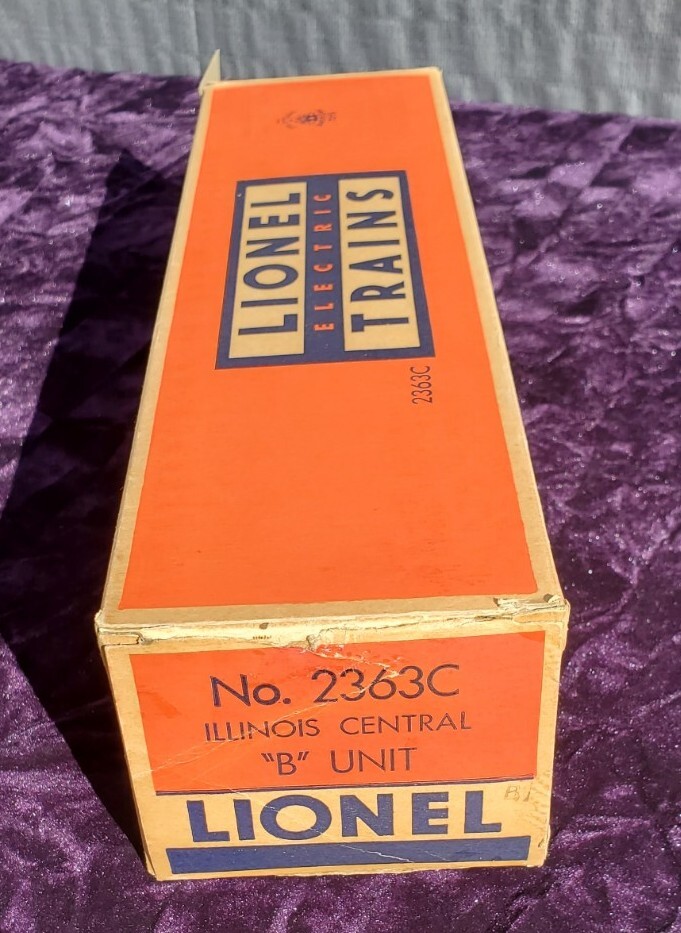 LIONEL
ELECTRIC
TRAINS
2363C
No. 2363C
ILLINOIS CENTRAL
"B" UNIT
LIONEL